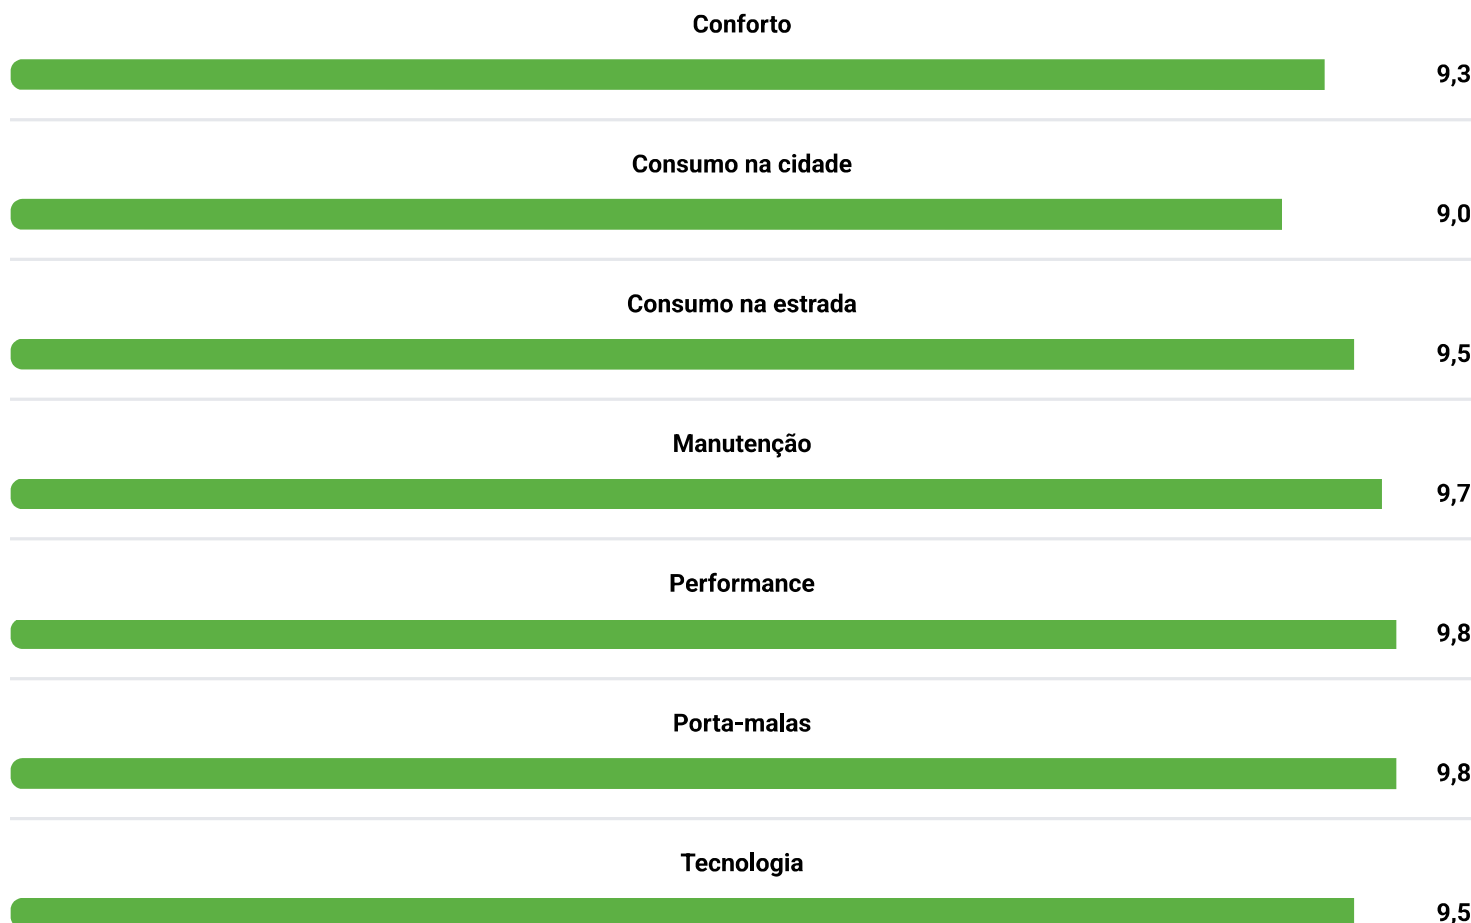 Conforto
9,3
Consumo na cidade
9,0
Consumo na estrada
9,5
Manutenção
9,7
Performance
9,8
Porta-malas
9,8
Tecnologia
9,5